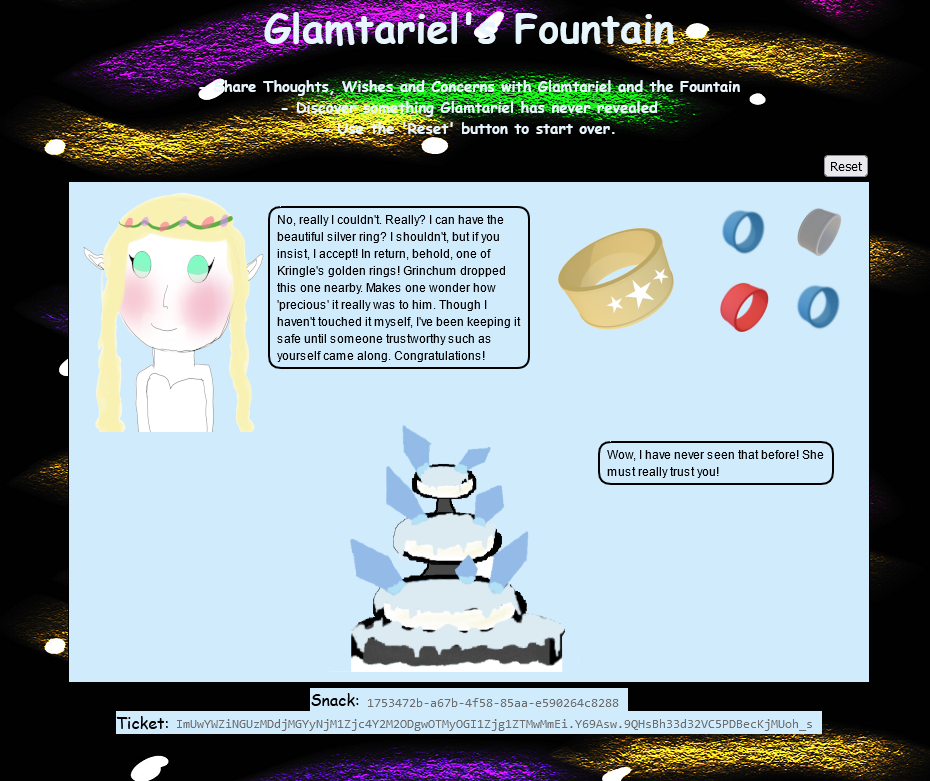 Glamtariel's Fountain
- Share Thoughts, Wishes and Concerns with Glamtariel and the Fountain
- Discover something Glamtariel has never revealed
- Use the 'Reset' button to start over.
Reset
No, really I couldn't. Really? I can have the
beautiful silver ring? I shouldn't, but if you
insist, I accept! In return, behold, one of
Kringle's golden rings! Grinchum dropped
this one nearby. Makes one wonder how
'precious' it really was to him. Though I
haven't touched it myself, I've been keeping it
safe until someone trustworthy such as
yourself came along. Congratulations!
Wow, I have never seen that before! She
must really trust you!
Snack: 1753472b-a67b-4f58-85aa-e590264c8288
Ticket: ImUwYWZiNGUzMDdjMGYyNjM1Zjc4Y2M2ODgwOTMyOGI1Zjg1ZTMwMmEi.Y69Asw.9QHsBh33d32VC5PDBecKjMUoh_s